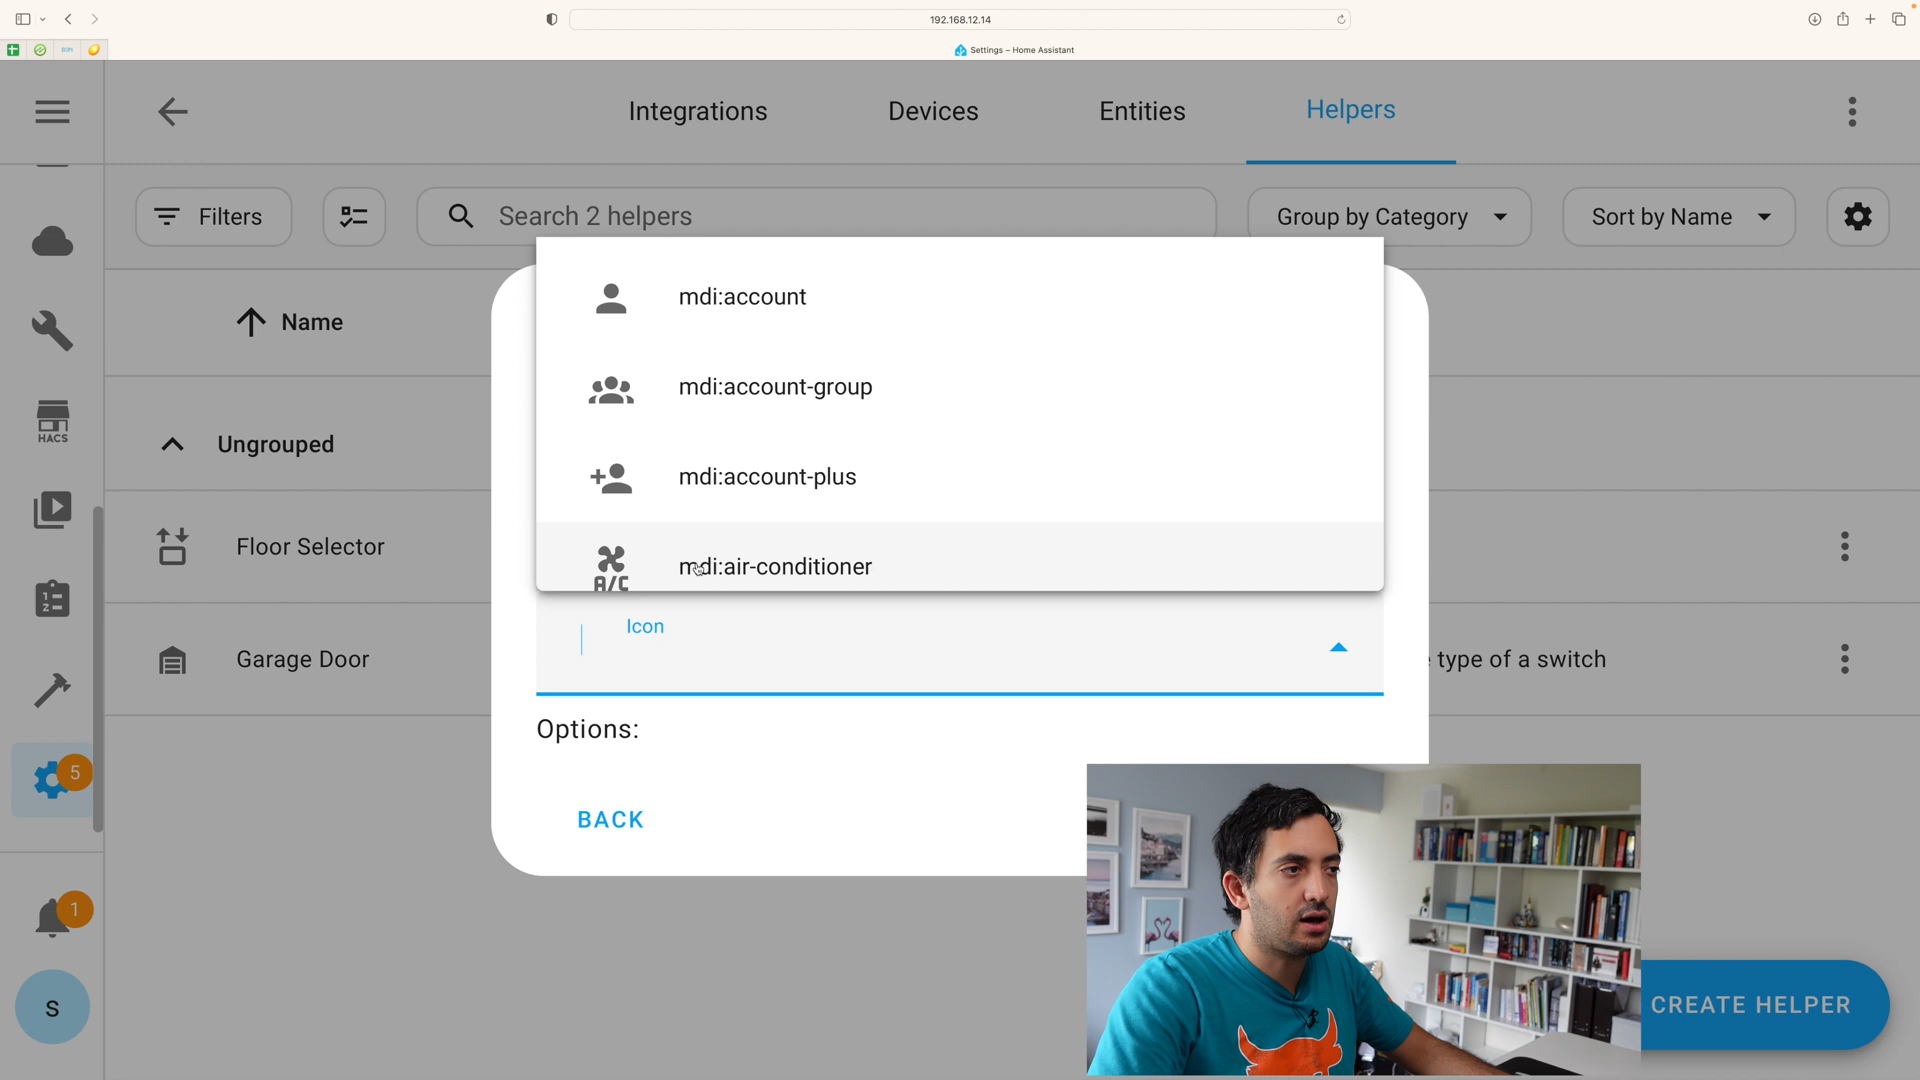 192.168.12.14
Settings – Home Assistant
Integrations
Devices
Entities
Helpers
Filters
Search 2 helpers
Group by Category
Sort by Name
Name
mdi:account
mdi:account-group
mdi:account-plus
mdi:air-conditioner
A/C
HACS
Ungrouped
Floor Selector
Garage Door
type of a switch
Icon
Options:
BACK
5
1
S
CREATE HELPER